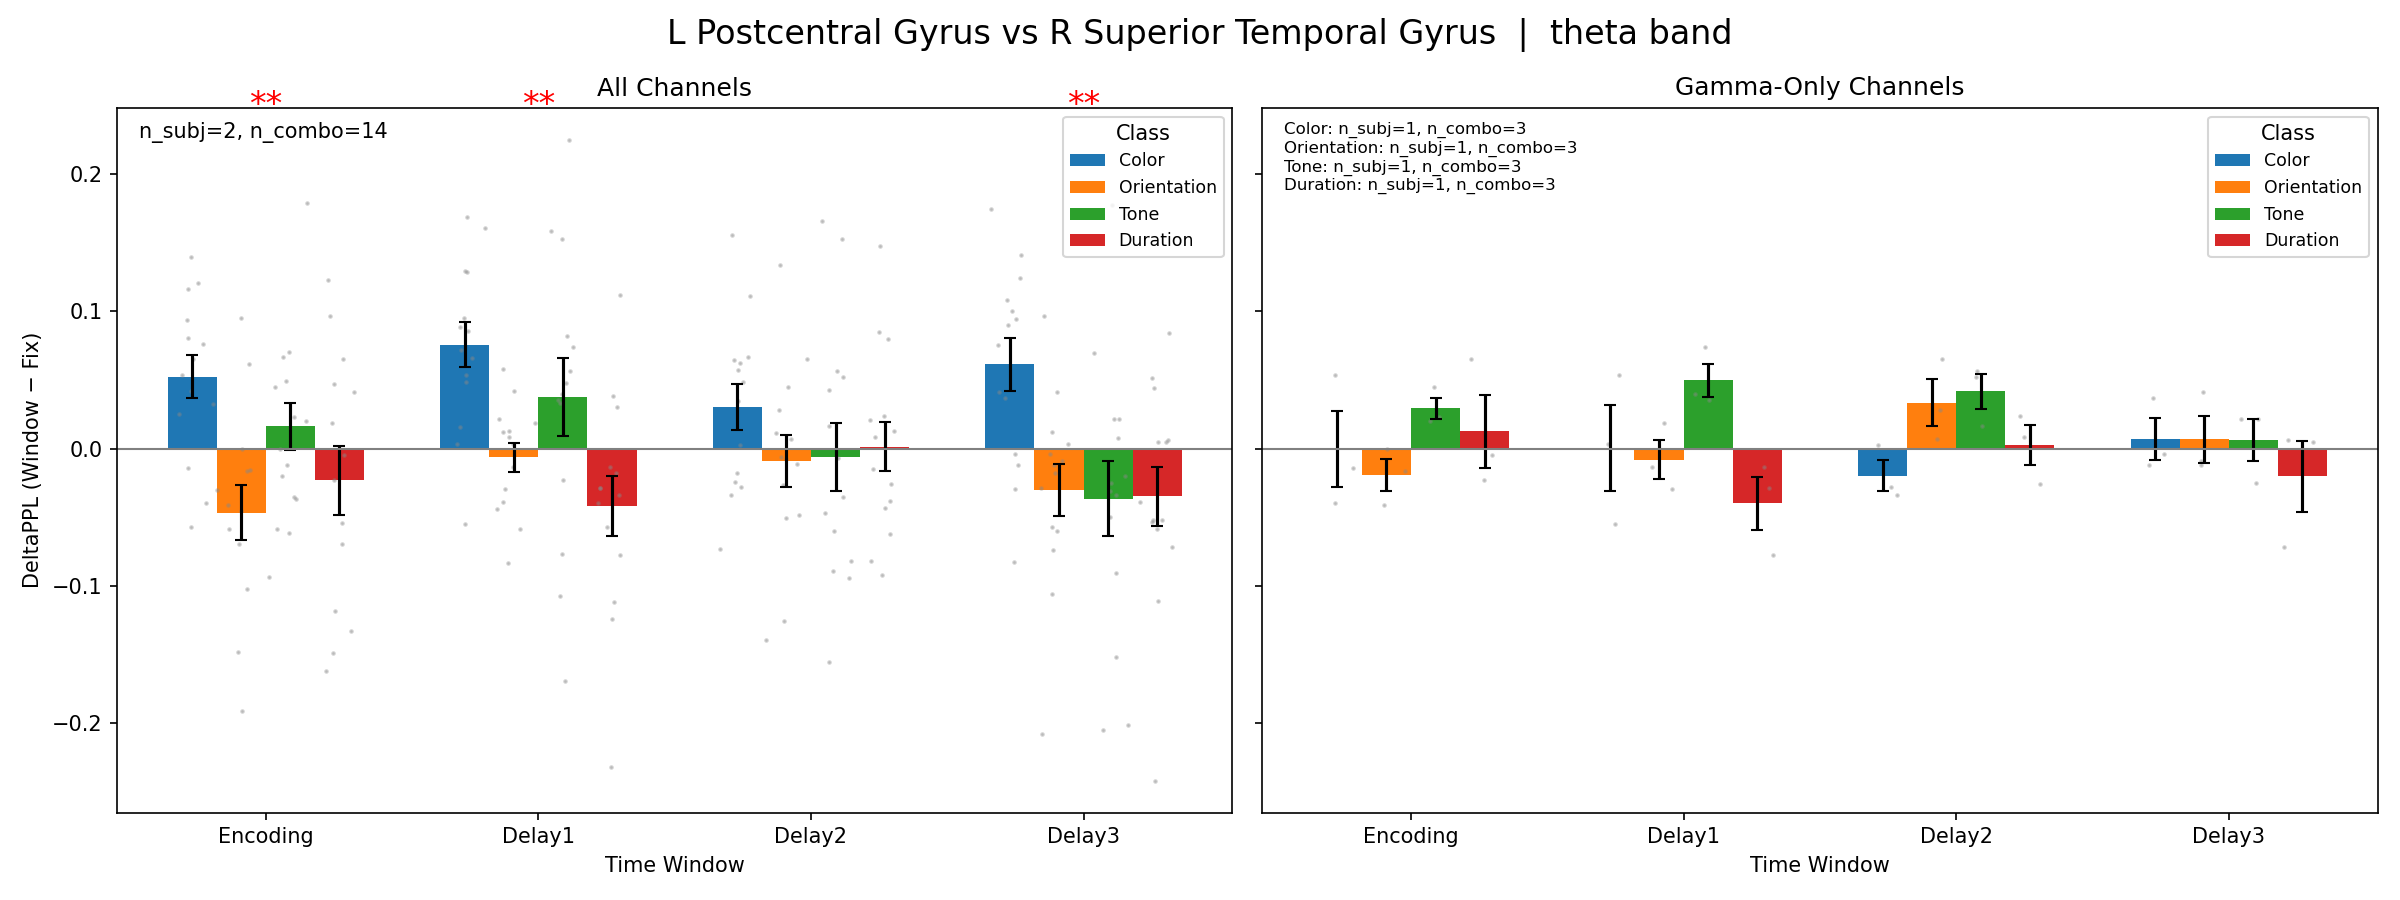 L Postcentral Gyrus vs R Superior Temporal Gyrus | theta band
All Channels
** ** **
n_subj=2, n_combo=14
Class
Color
Orientation
Tone
Duration
0.2
0.1
0.0
−0.1
−0.2
DeltaPPL (Window − Fix)
Encoding Delay1 Delay2 Delay3
Time Window
Gamma-Only Channels
Color: n_subj=1, n_combo=3
Orientation: n_subj=1, n_combo=3
Tone: n_subj=1, n_combo=3
Duration: n_subj=1, n_combo=3
Class
Color
Orientation
Tone
Duration
Encoding Delay1 Delay2 Delay3
Time Window